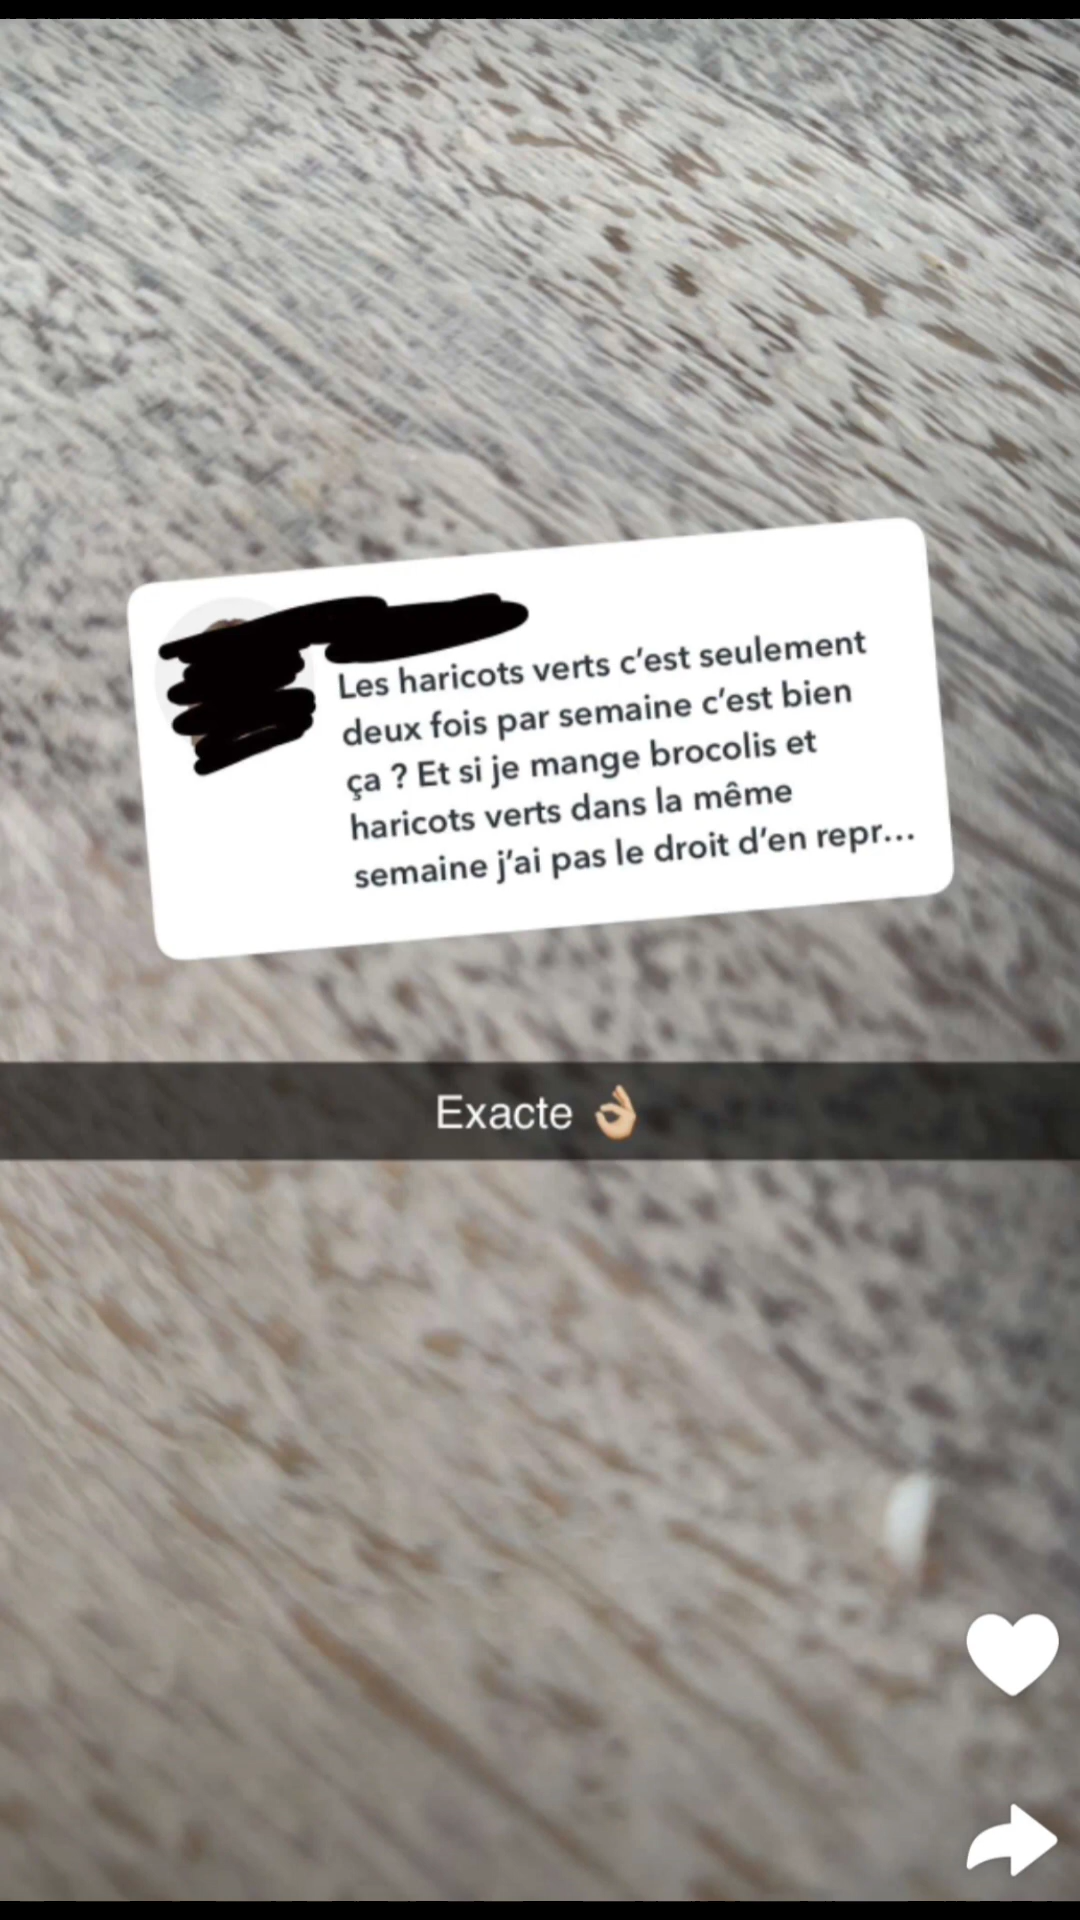 Les haricots verts c’est seulement
deux fois par semaine c’est bien
ça ? Et si je mange brocolis et
haricots verts dans la même
semaine j’ai pas le droit d’en repr...
Exacte 👌🏼